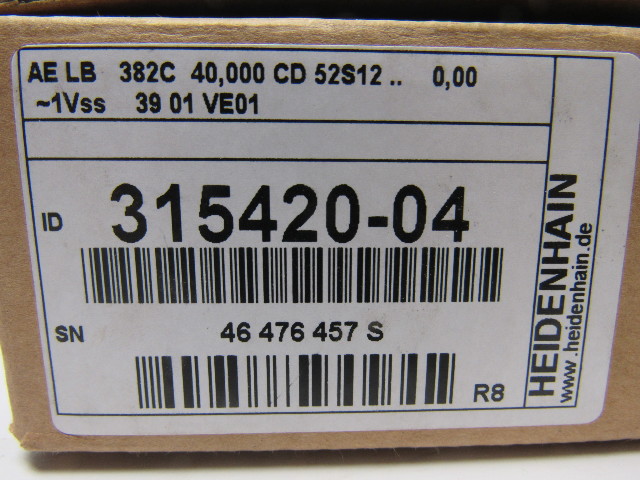 AE LB 382C 40,000 CD 52S12 .. 0,00
~1Vss 39 01 VE01
ID 315420-04
SN 46 476 457 S
R8
HEIDENHAIN
www.heidenhain.de